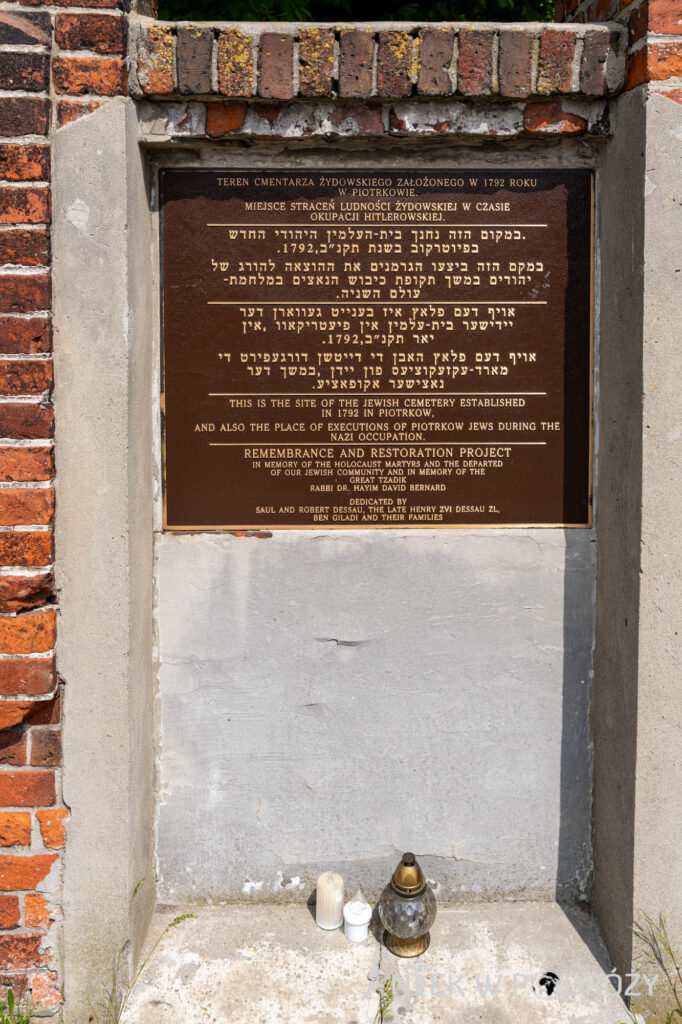 TEREN CMENTARZA ŻYDOWSKIEGO ZAŁOŻONEGO W 1792 ROKU
W PIOTRKOWIE.
MIEJSCE STRACEŃ LUDNOŚCI ŻYDOWSKIEJ W CZASIE
OKUPACJI HITLEROWSKIEJ.
במקום הזה נחנך בית-העלמין היהודי החדש.
בפיוטרקוב בשנת תקנ״ב,1792.
במקם הזה ביצעו הגרמנים את ההוצאה להורג של
יהודים במשך תקופת כיבוש הנאצים במלחמת-
עולם השניה.
אויף דעם פלאץ איז בענייט געווארן דער
יידישער בית-עלמין אין פיעטריקאוו ,אין
יאר תקנ״ב,1792.
אויף דעם פלאץ האבן די דייטשן דורגעפירט די
מארד-עקזעקוציעס פון יידן ,במשך דער
נאצישער אקופאציע.
THIS IS THE SITE OF THE JEWISH CEMETERY ESTABLISHED
IN 1792 IN PIOTRKOW,
AND ALSO THE PLACE OF EXECUTIONS OF PIOTRKOW JEWS DURING THE
NAZI OCCUPATION.
REMEMBRANCE AND RESTORATION PROJECT
IN MEMORY OF THE HOLOCAUST MARTYRS AND THE DEPARTED
OF OUR JEWISH COMMUNITY AND IN MEMORY OF THE
GREAT TZADIK
RABBI DR. HAYIM DAVID BERNARD
DEDICATED BY
SAUL AND ROBERT DESSAU, THE LATE HENRY ZVI DESSAU ZL,
BEN GILADI AND THEIR FAMILIES
W